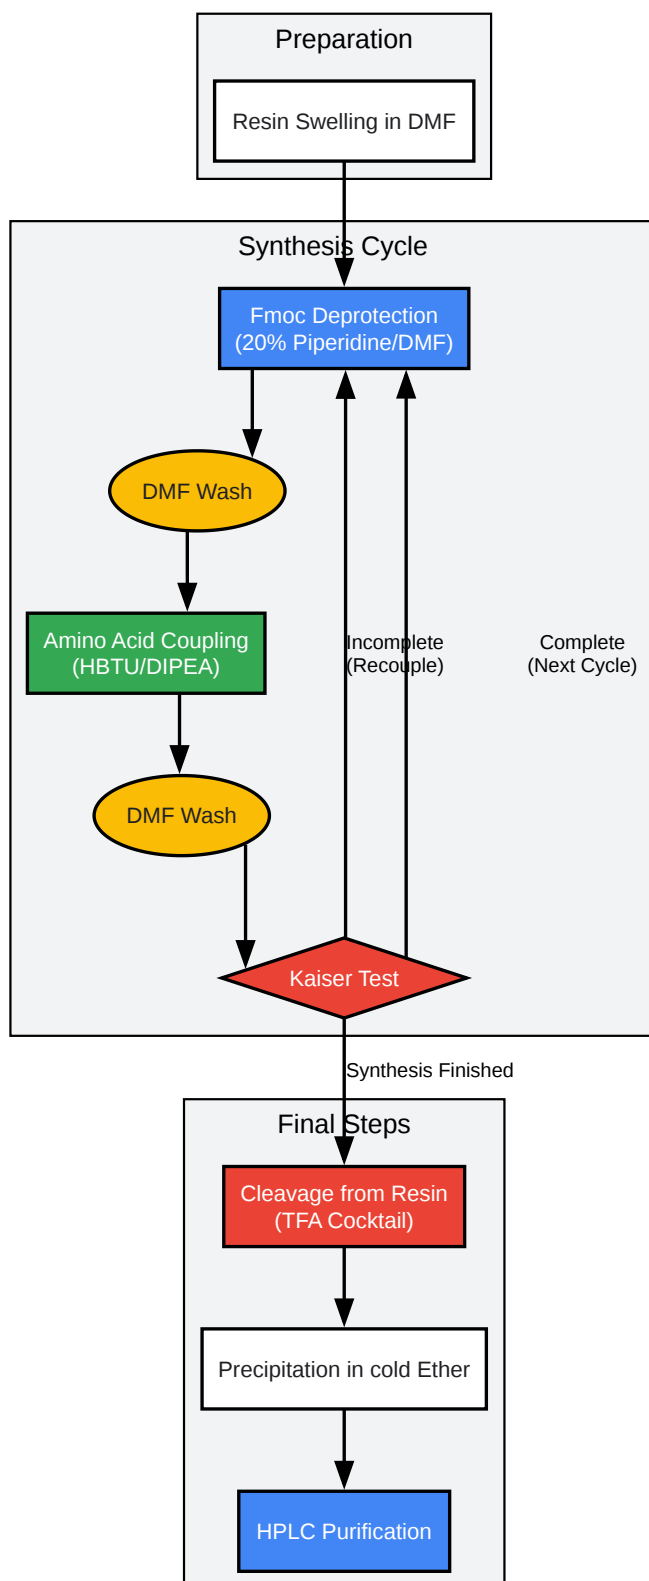 Preparation
Resin Swelling in DMF
Synthesis Cycle
Fmoc Deprotection
(20% Piperidine/DMF)
DMF Wash
Amino Acid Coupling
(HBTU/DIPEA)
Incomplete
(Recouple)
Complete
(Next Cycle)
DMF Wash
Kaiser Test
Synthesis Finished
Final Steps
Cleavage from Resin
(TFA Cocktail)
Precipitation in cold Ether
HPLC Purification